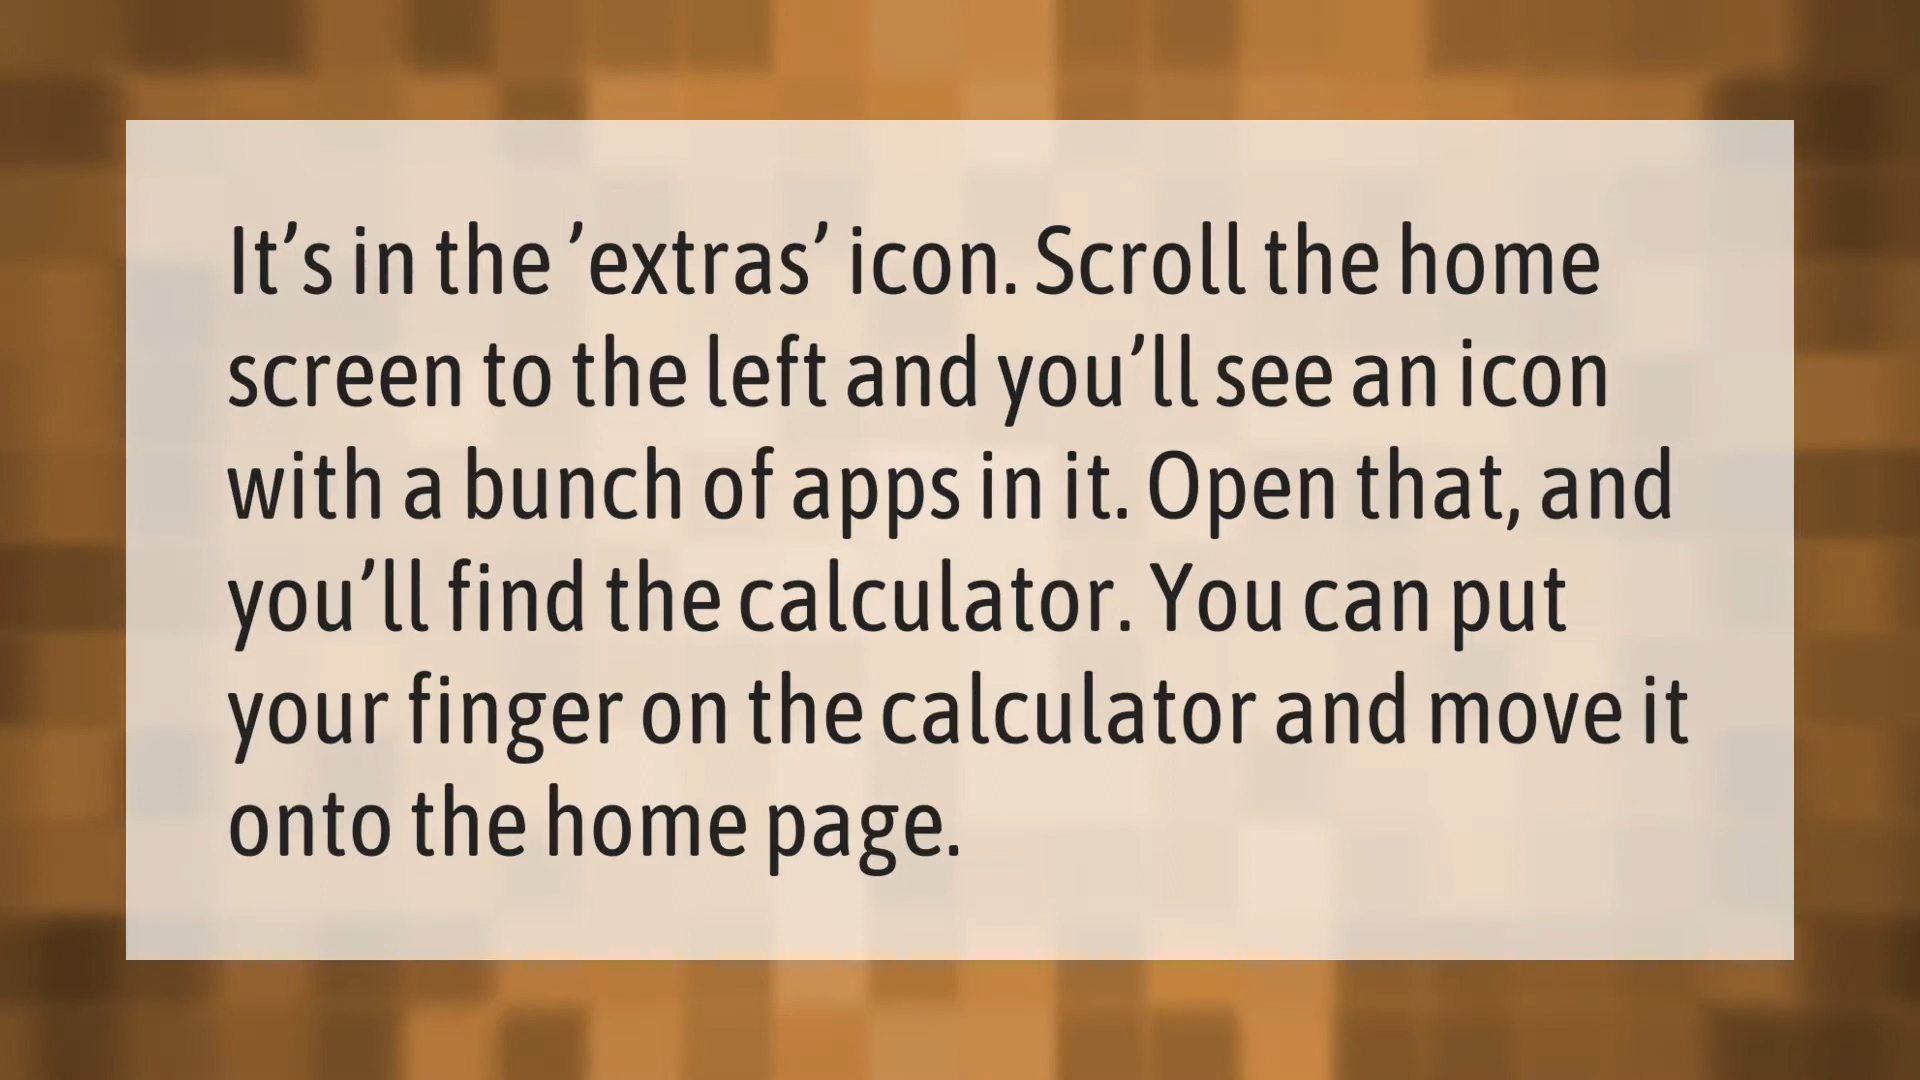 It’s in the ’extras’ icon. Scroll the home
screen to the left and you’ll see an icon
with a bunch of apps in it. Open that, and
you’ll find the calculator. You can put
your finger on the calculator and move it
onto the home page.